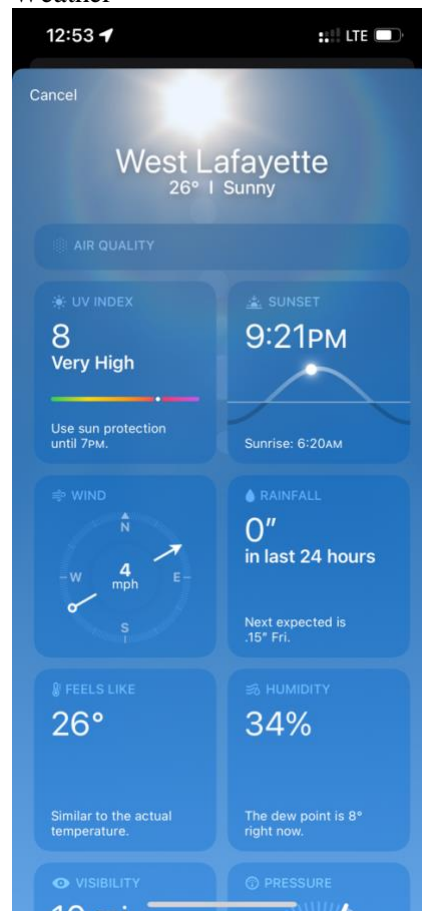 Weather
12:53
LTE
Cancel
West Lafayette
26° | Sunny
AIR QUALITY
UV INDEX
8
Very High
Use sun protection
until 7PM.
SUNSET
9:21PM
Sunrise: 6:20AM
WIND
N
W
4
mph
E
S
RAINFALL
0"
in last 24 hours
Next expected is
.15" Fri.
FEELS LIKE
26°
Similar to the actual
temperature.
HUMIDITY
34%
The dew point is 8°
right now.
VISIBILITY
PRESSURE